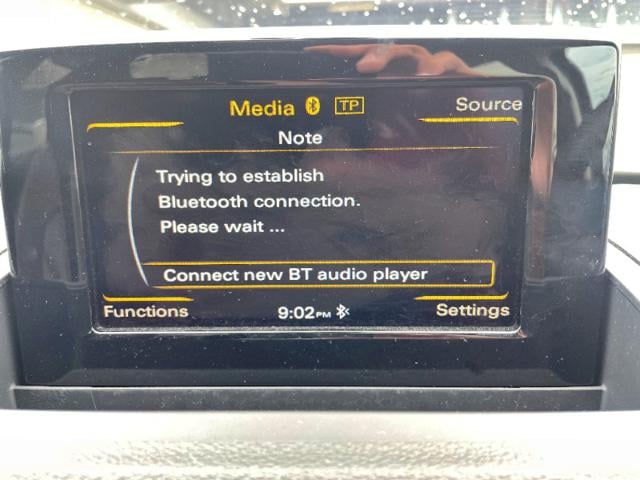 Media TP Source
Note
Trying to establish
Bluetooth connection.
Please wait ...
Connect new BT audio player
Functions 9:02PM Settings